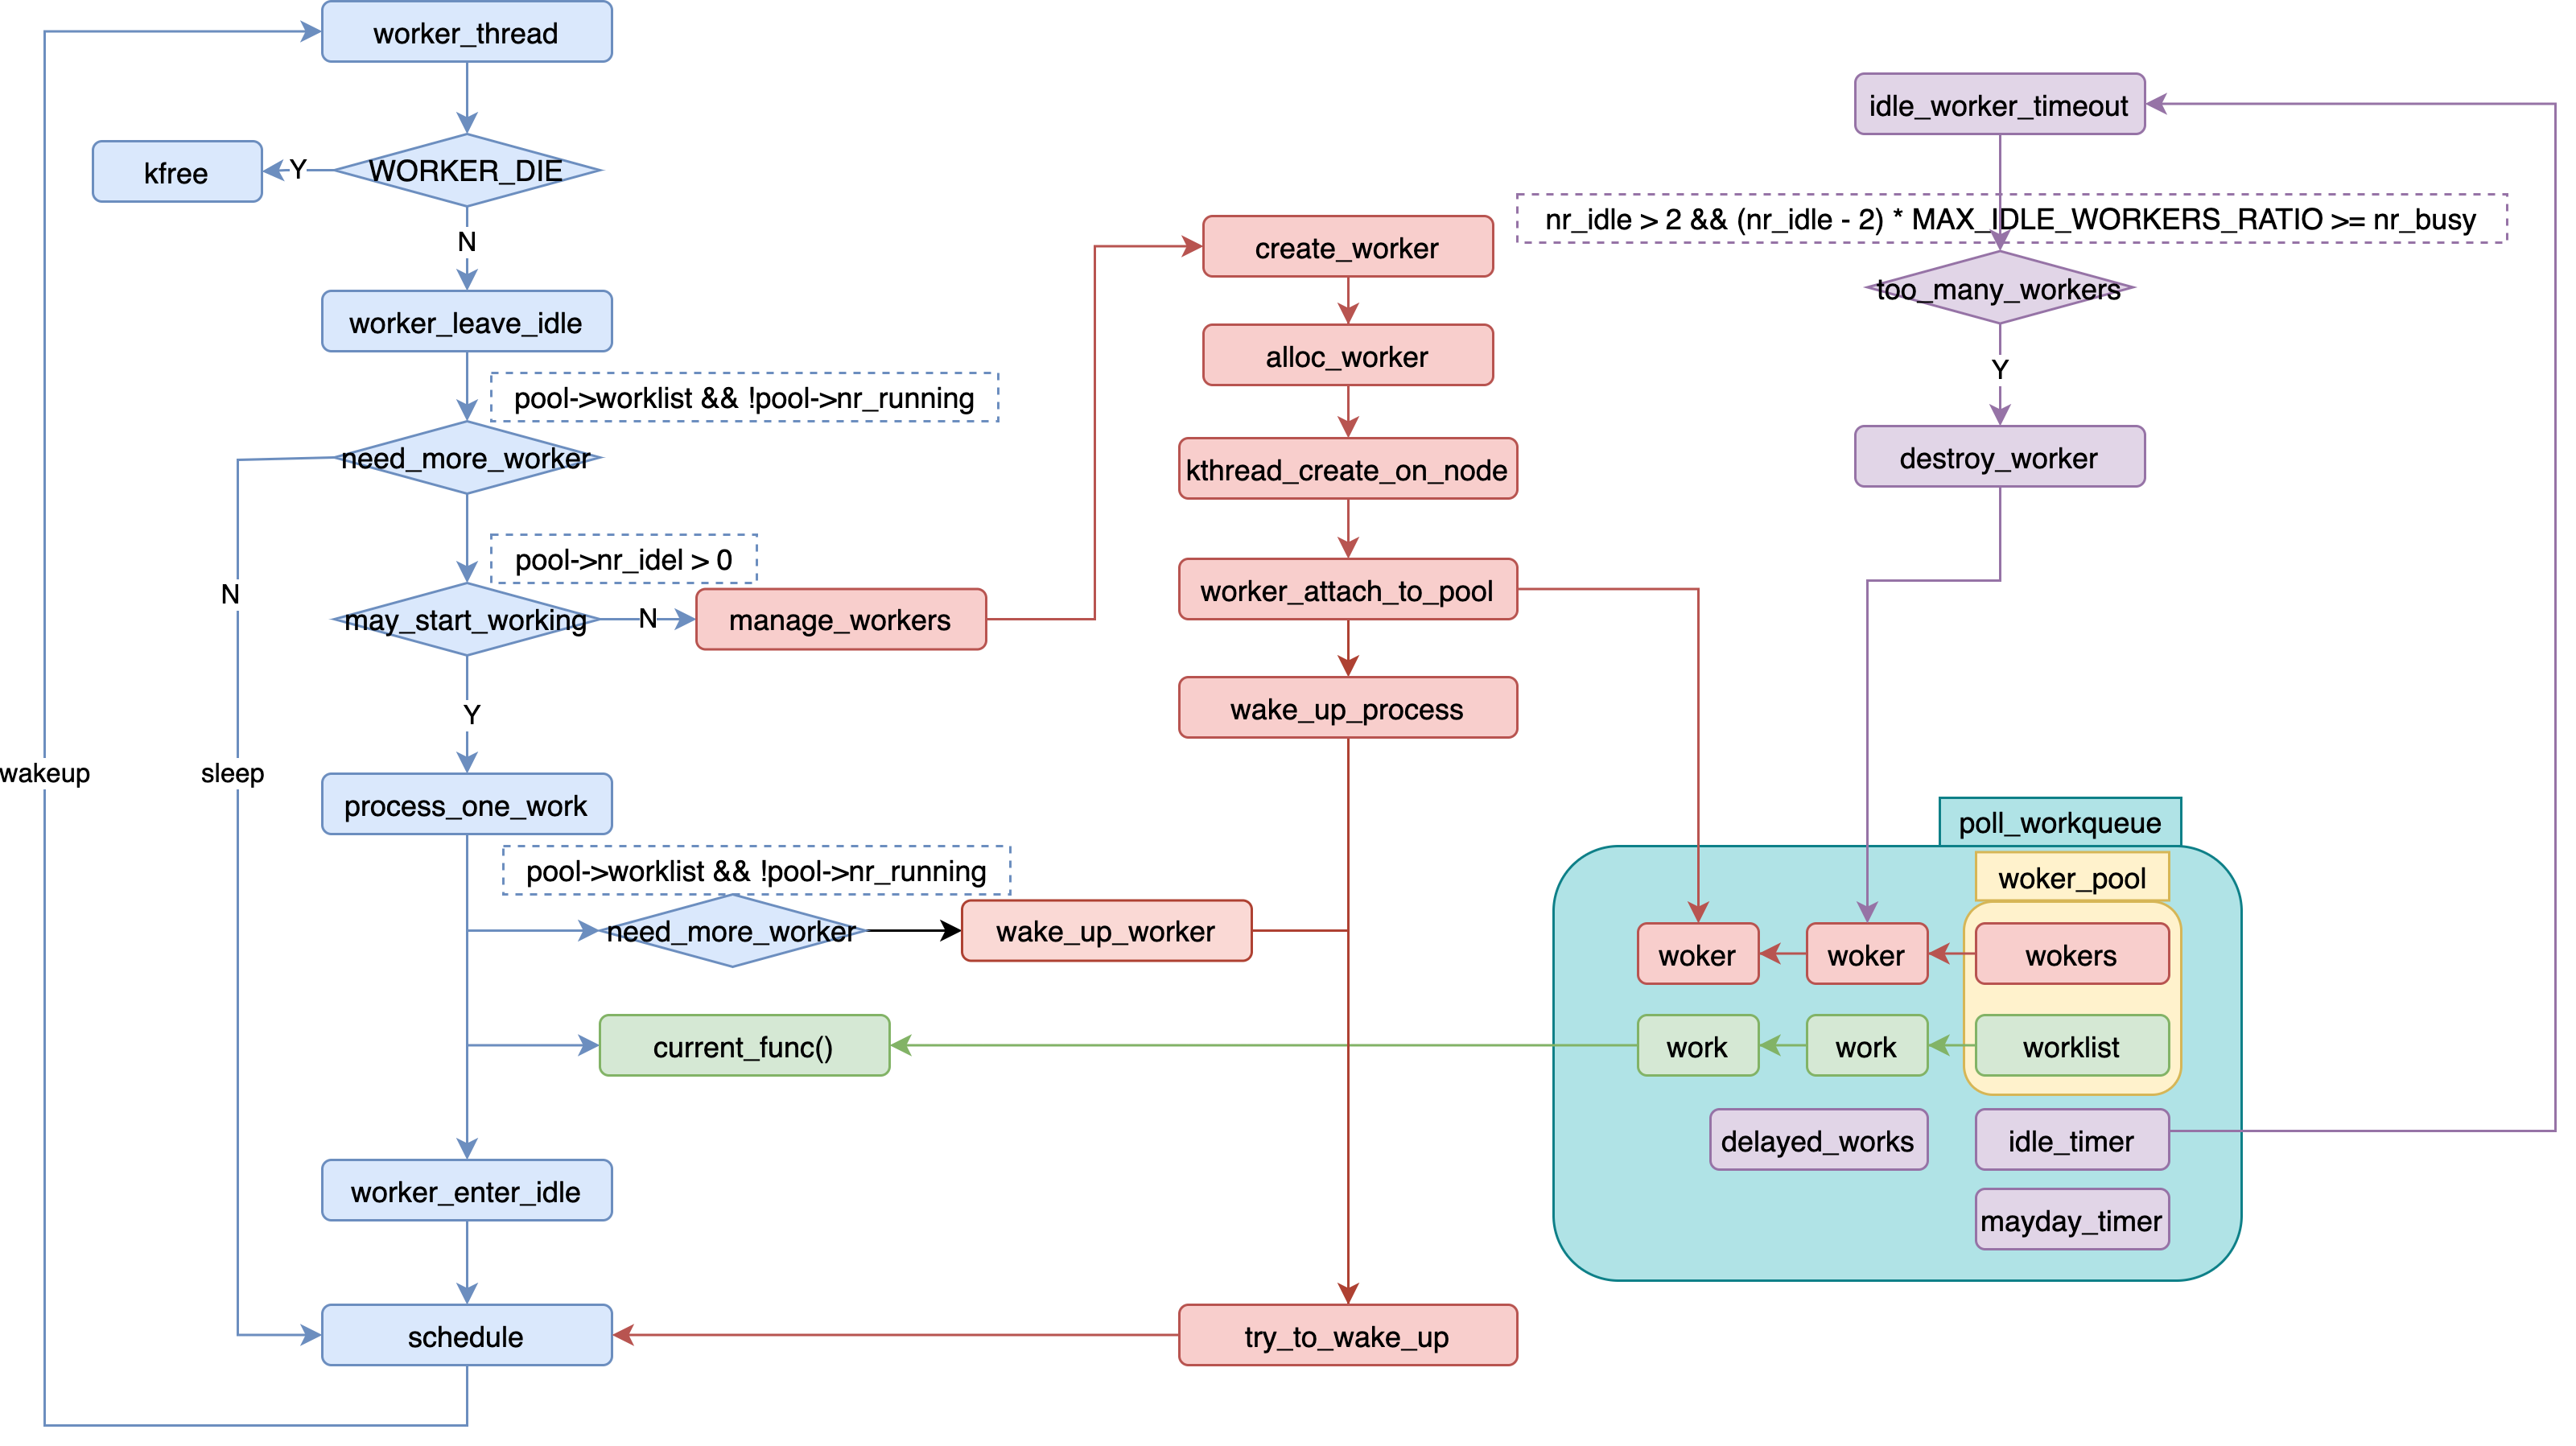 worker_thread
WORKER_DIE
Y
kfree
N
worker_leave_idle
pool->worklist && !pool->nr_running
need_more_worker
N
sleep
wakeup
pool->nr_idel > 0
may_start_working
N
manage_workers
Y
process_one_work
pool->worklist && !pool->nr_running
need_more_worker
wake_up_worker
current_func()
worker_enter_idle
schedule
create_worker
alloc_worker
kthread_create_on_node
worker_attach_to_pool
wake_up_process
try_to_wake_up
idle_worker_timeout
nr_idle > 2 && (nr_idle - 2) * MAX_IDLE_WORKERS_RATIO >= nr_busy
too_many_workers
Y
destroy_worker
poll_workqueue
woker_pool
woker
woker
wokers
work
work
worklist
delayed_works
idle_timer
mayday_timer